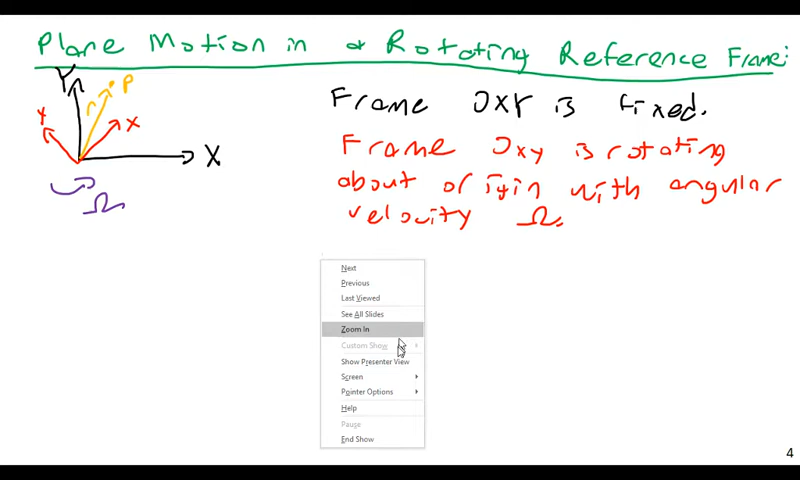 Plane Motion in a Rotating Reference Frame:
Y
r P
Y
X
X
Ω
Frame OXY is fixed.
Frame Oxy is rotating
about origin with angular
velocity Ω.
Next
Previous
Last Viewed
See All Slides
Zoom In
Custom Show
Show Presenter View
Screen
Pointer Options
Help
Pause
End Show
4